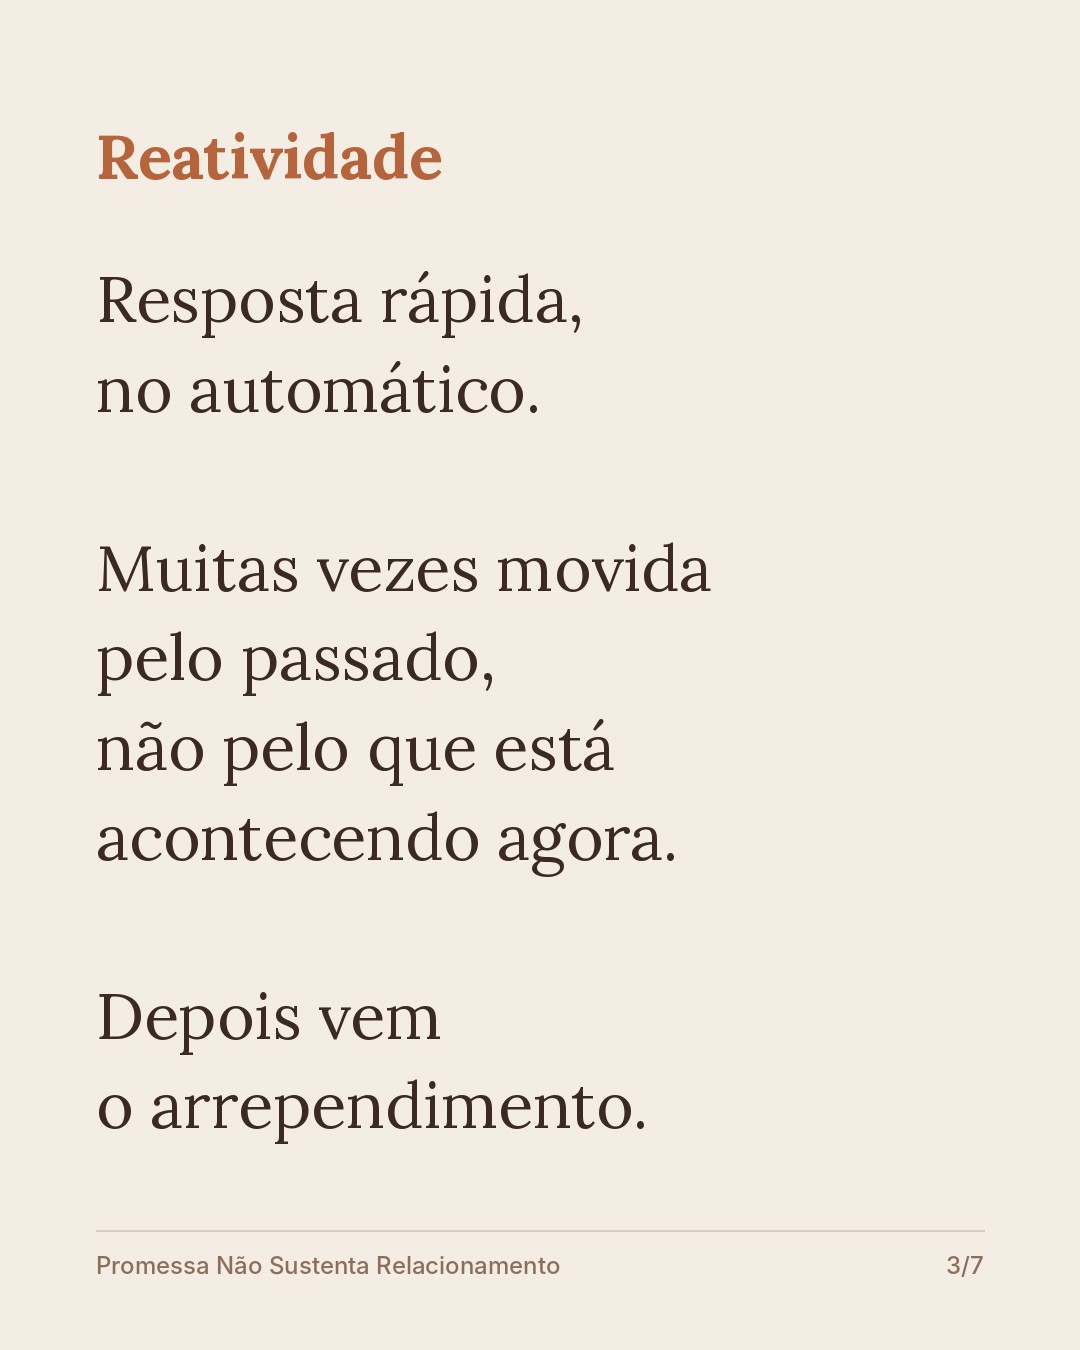 Reatividade
Resposta rápida,
no automático.
Muitas vezes movida
pelo passado,
não pelo que está
acontecendo agora.
Depois vem
o arrependimento.
Promessa Não Sustenta Relacionamento
3/7